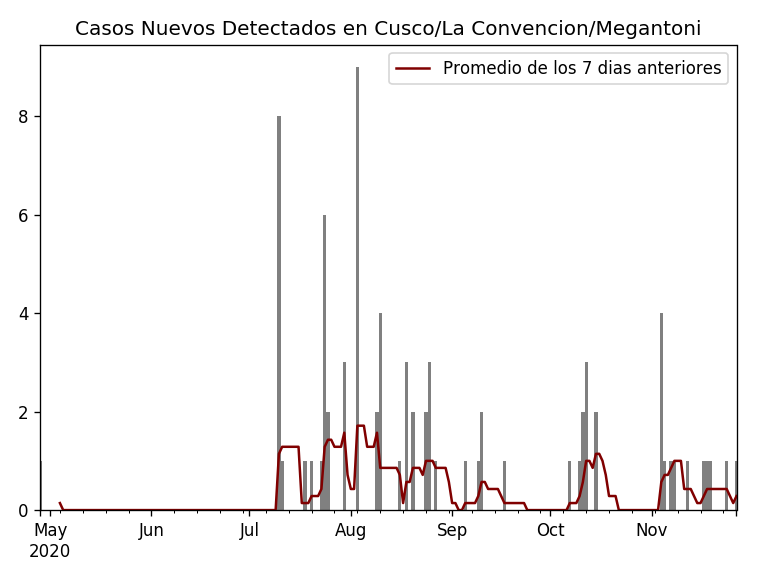 Casos Nuevos Detectados en Cusco/La Convencion/Megantoni
Promedio de los 7 dias anteriores
8
6
4
2
0
May Jun Jul Aug Sep Oct Nov
2020